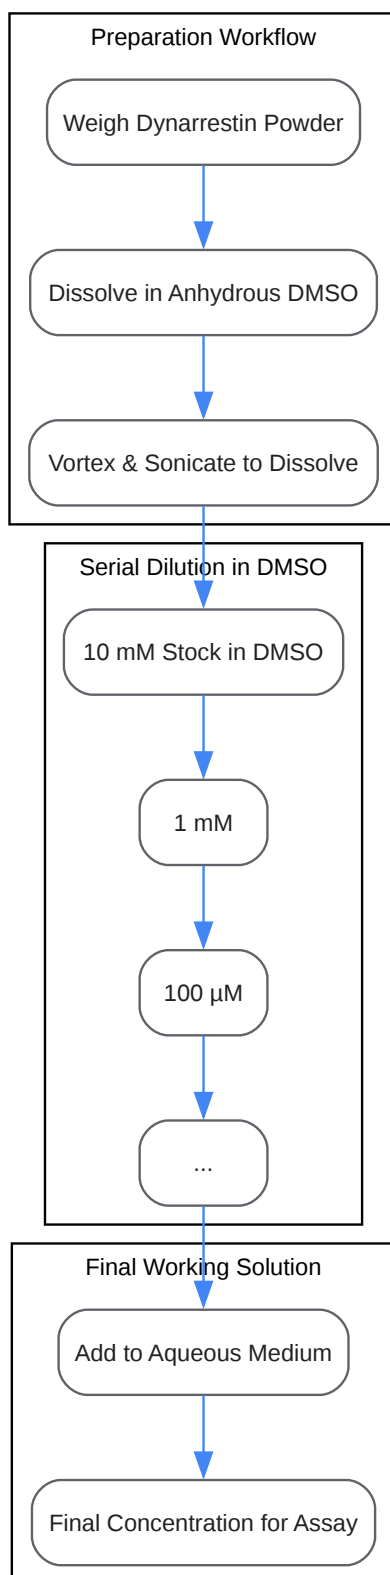 Preparation Workflow
Weigh Dynarrestin Powder
Dissolve in Anhydrous DMSO
Vortex & Sonicate to Dissolve
Serial Dilution in DMSO
10 mM Stock in DMSO
1 mM
100 µM
...
Final Working Solution
Add to Aqueous Medium
Final Concentration for Assay